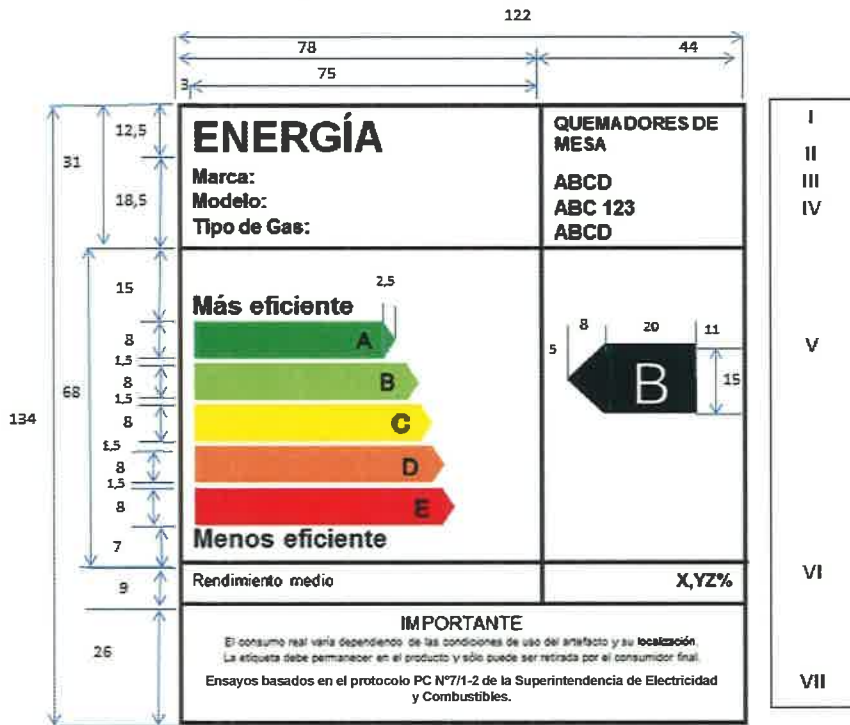 122
78 44
75
3
12,5
31
18,5
ENERGÍA
QUEMADORES DE
MESA
Marca: ABCD
Modelo: ABC 123
Tipo de Gas: ABCD
I
II
III
IV
15
2,5
Más eficiente
8 A
1,5
8 B
1,5
8 C
1,5
8 D
1,5
8 E
7
68
134
Menos eficiente
5 8 20 11
B 15
V
9
Rendimiento medio X,YZ%
VI
26
IMPORTANTE
El consumo real varía dependiendo de las condiciones de uso del artefacto y su localización.
La etiqueta debe permanecer en el producto y sólo puede ser retirada por el consumidor final.
Ensayos basados en el protocolo PC N°7/1-2 de la Superintendencia de Electricidad
y Combustibles.
VII